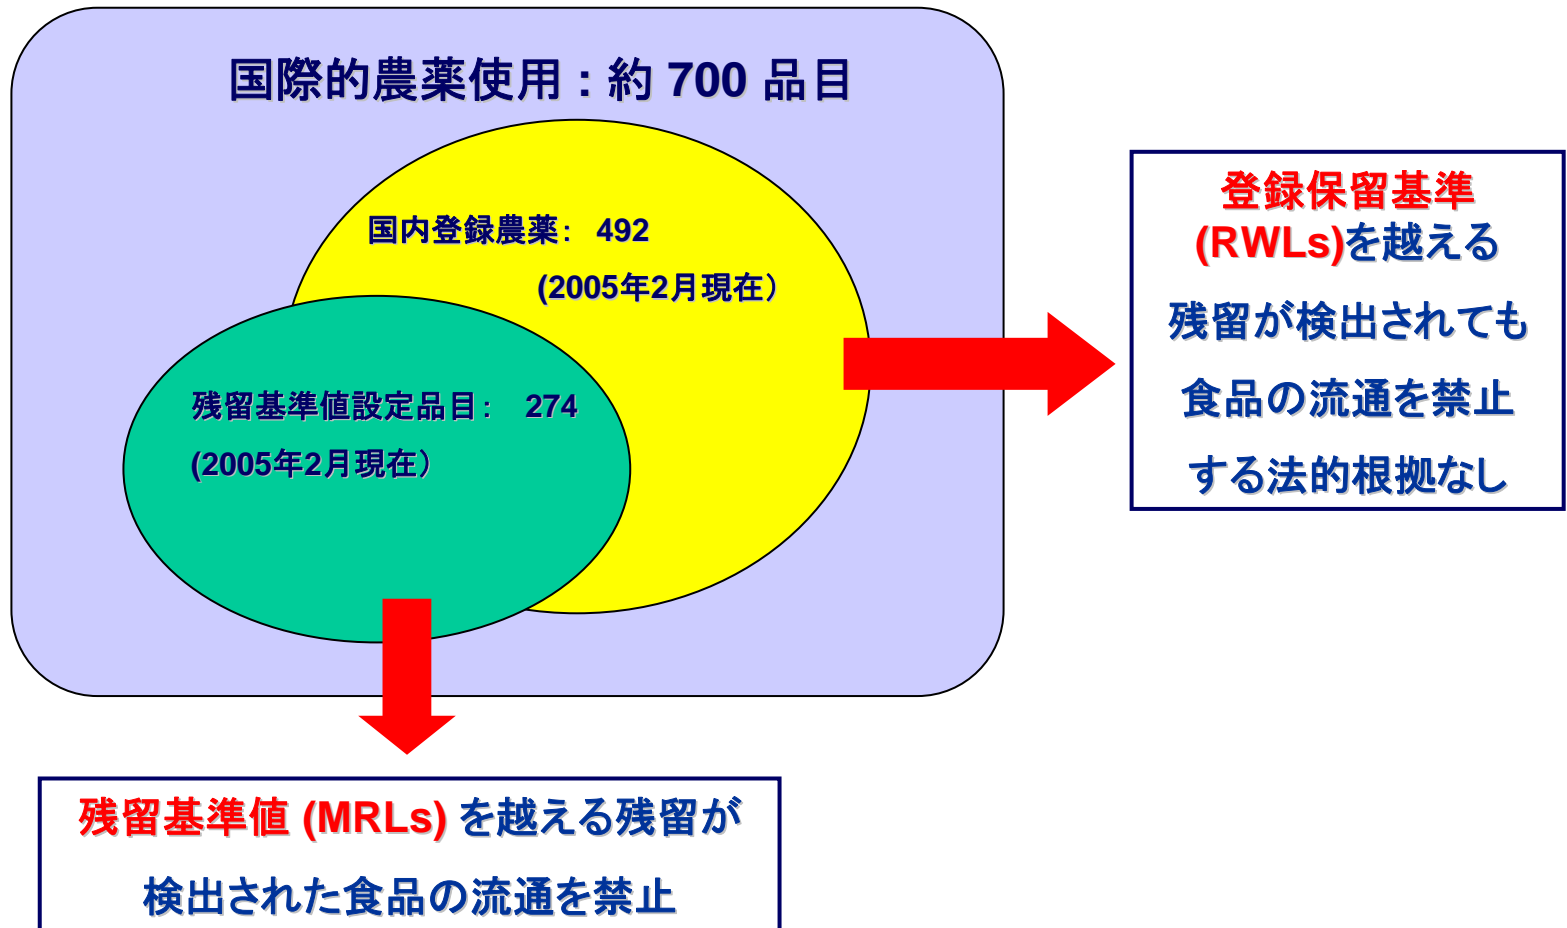 国際的農薬使用 : 約 700 品目
国内登録農薬： 492
(2005年2月現在）
残留基準値設定品目： 274
(2005年2月現在）
登録保留基準
(RWLs)を越える
残留が検出されても
食品の流通を禁止
する法的根拠なし
残留基準値 (MRLs) を越える残留が
検出された食品の流通を禁止